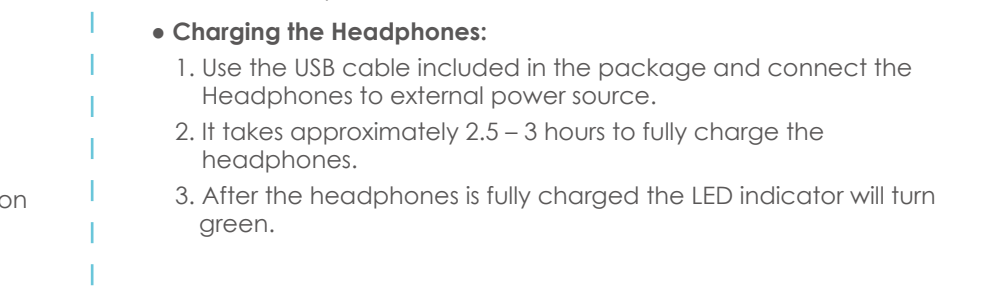 ● Charging the Headphones:
1. Use the USB cable included in the package and connect the
Headphones to external power source.
2. It takes approximately 2.5 – 3 hours to fully charge the
headphones.
3. After the headphones is fully charged the LED indicator will turn
green.
on